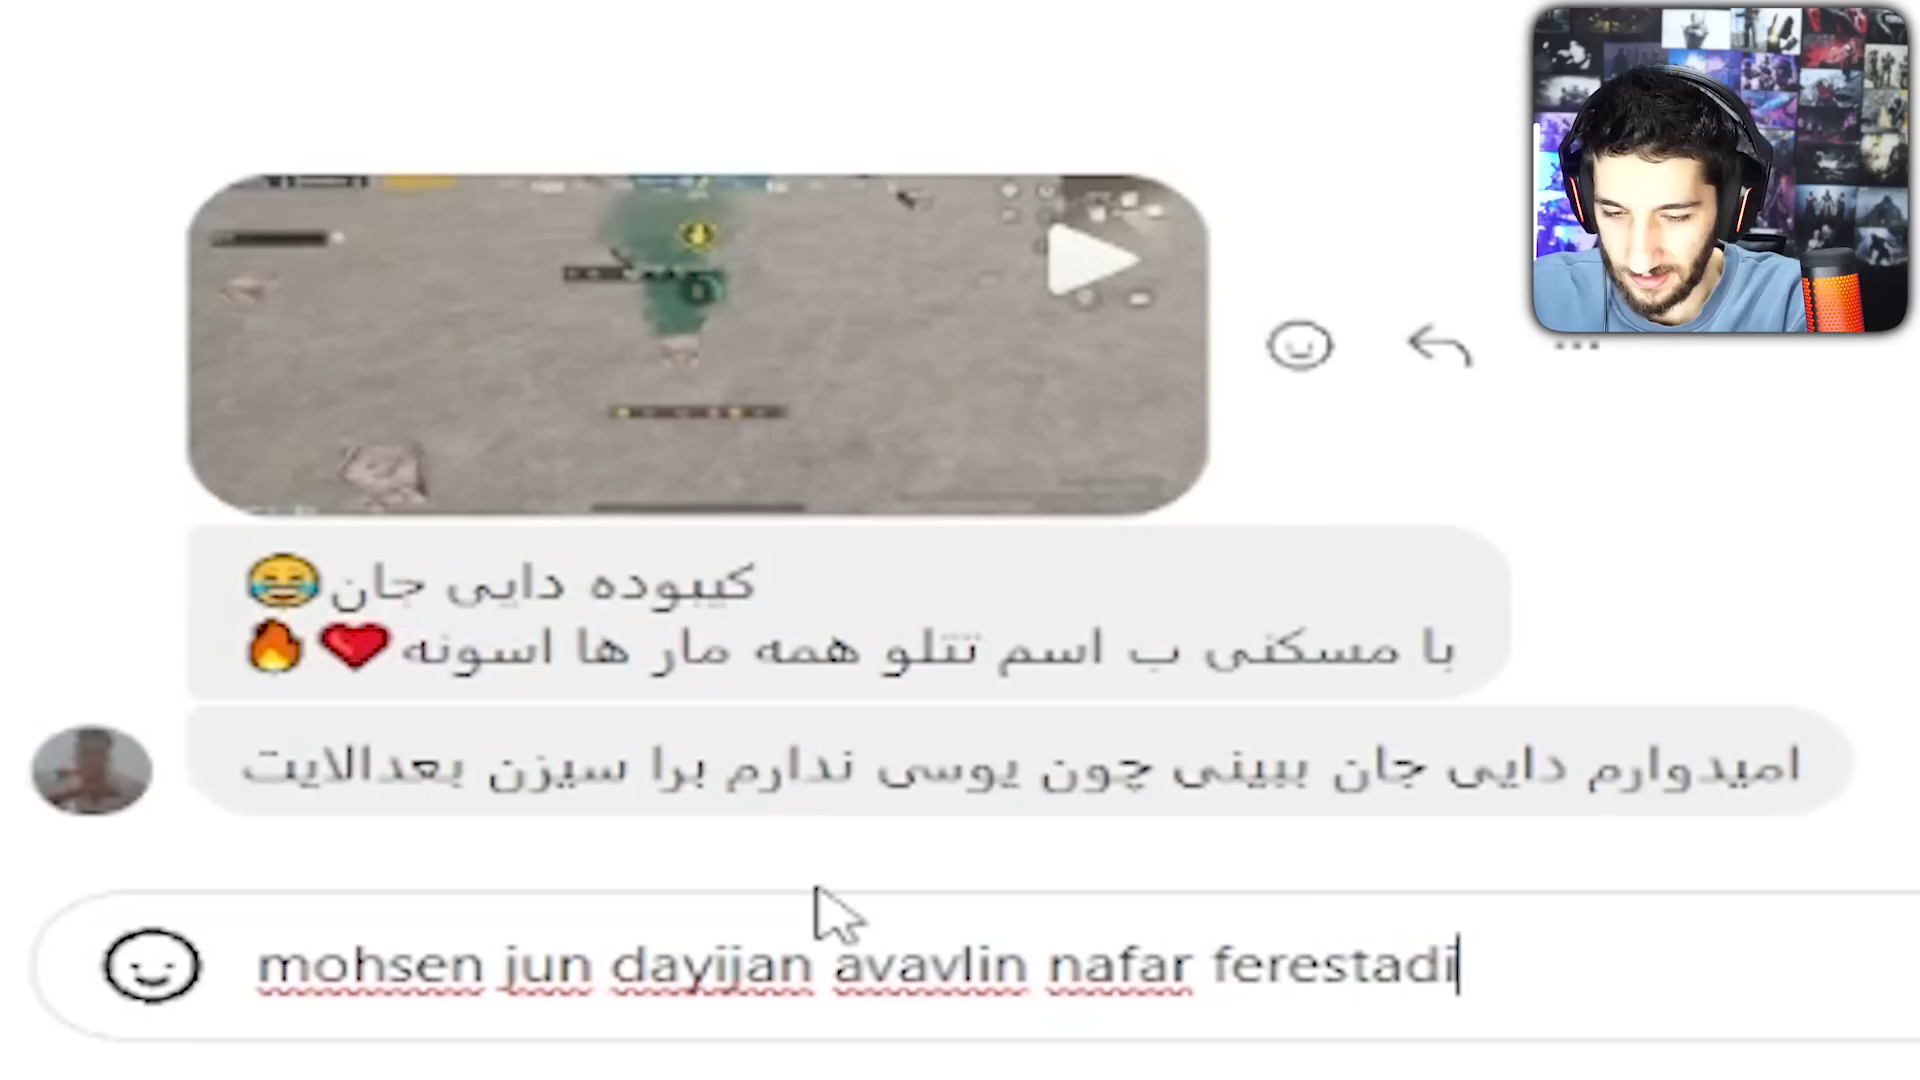 کیبوده دایی جان😂
با مسکنی ب اسم تتلو همه مار ها اسونه❤️🔥
امیدوارم دایی جان ببینی چون یوسی ندارم برا سیزن بعدالایت
mohsen jun dayijan avavlin nafar ferestadi